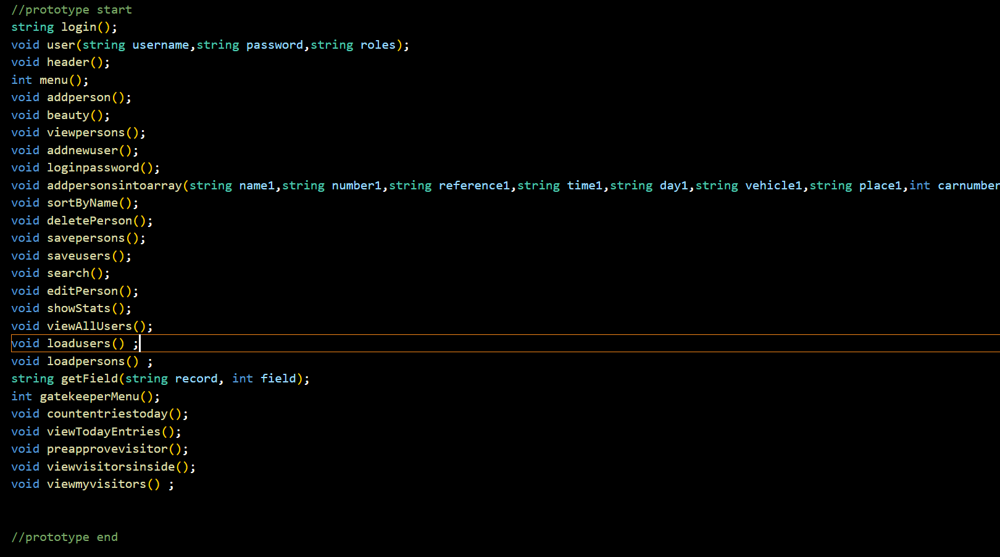 //prototype start
string login();
void user(string username,string password,string roles);
void header();
int menu();
void addperson();
void beauty();
void viewpersons();
void addnewuser();
void loginpassword();
void addpersonsintoarray(string name1,string number1,string reference1,string time1,string day1,string vehicle1,string place1,int carnumber
void sortByName();
void deletePerson();
void savepersons();
void saveusers();
void search();
void editPerson();
void showStats();
void viewAllUsers();
void loadusers() ;
void loadpersons() ;
string getField(string record, int field);
int gatekeeperMenu();
void countentriestoday();
void viewTodayEntries();
void preapprovevisitor();
void viewvisitorsinside();
void viewmyvisitors() ;
//prototype end